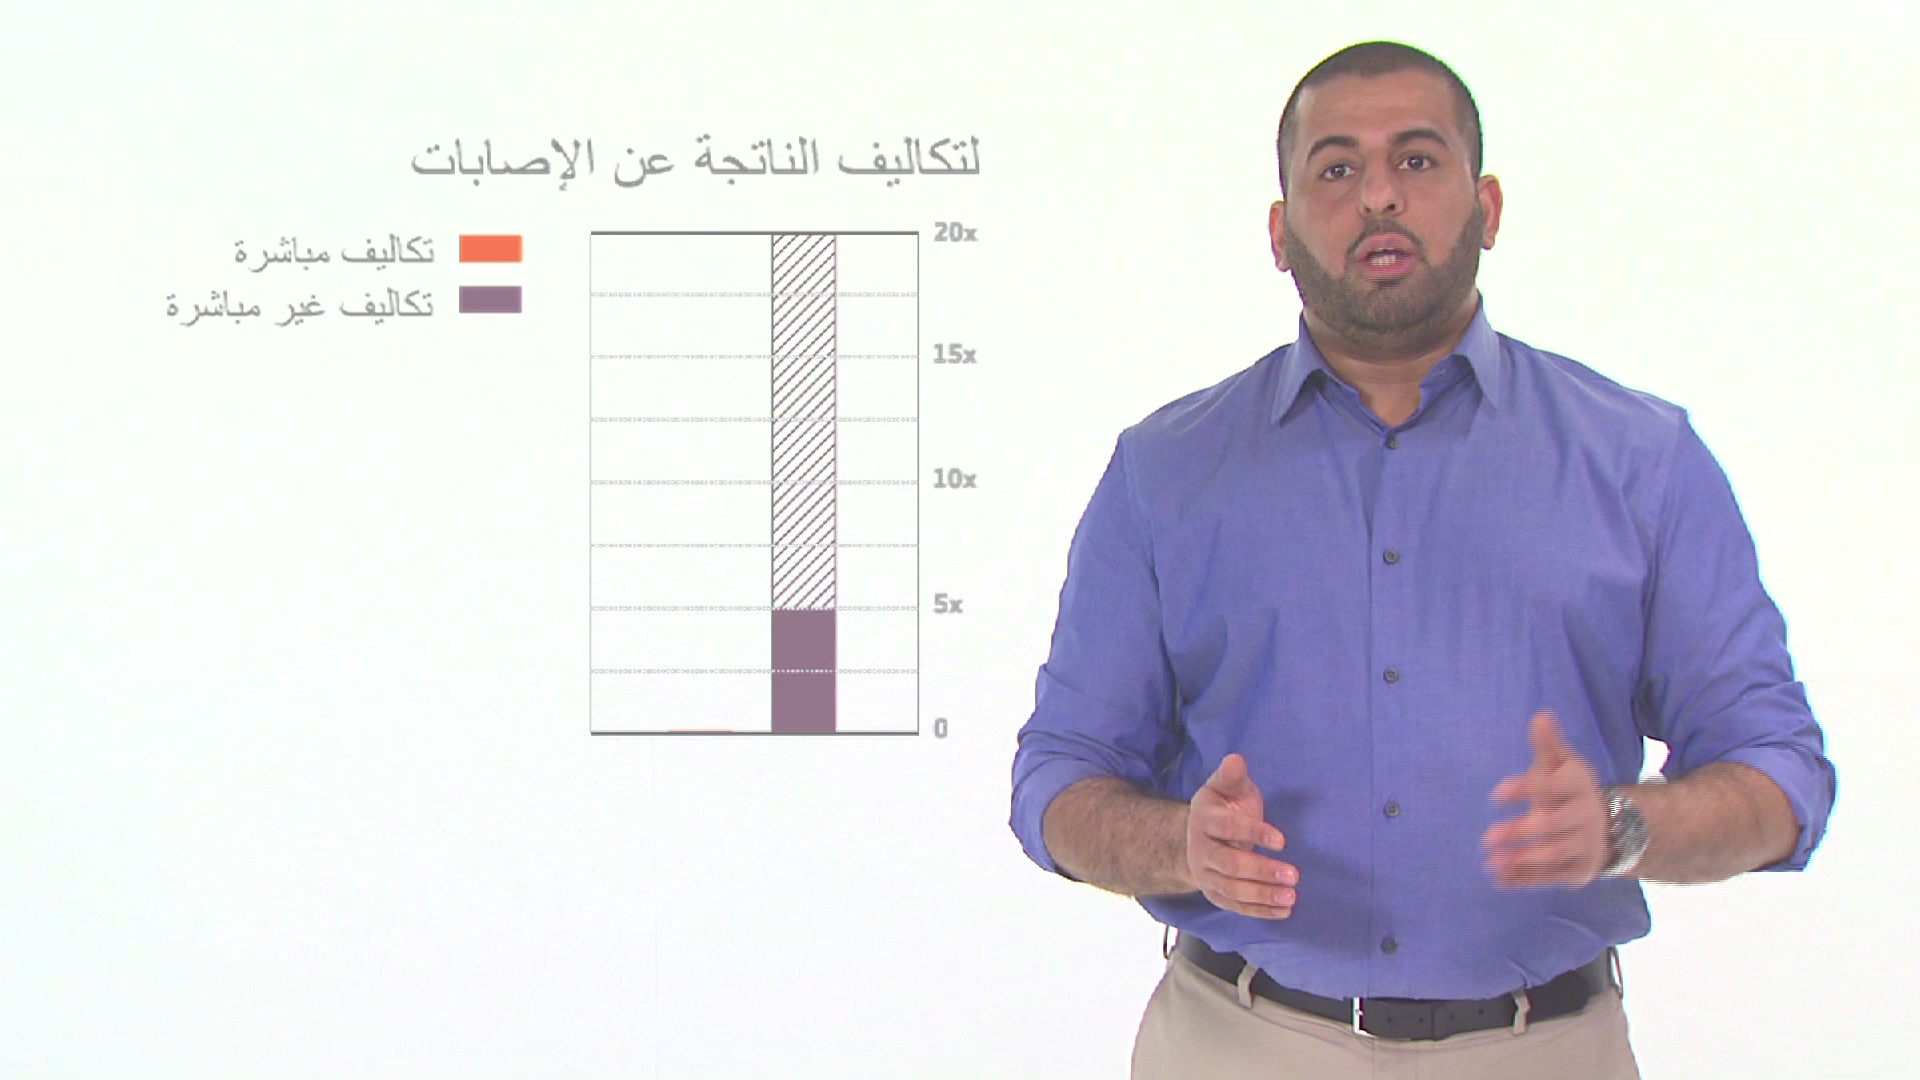 لتكاليف الناتجة عن الإصابات
تكاليف مباشرة
تكاليف غير مباشرة
20x
15x
10x
5x
0